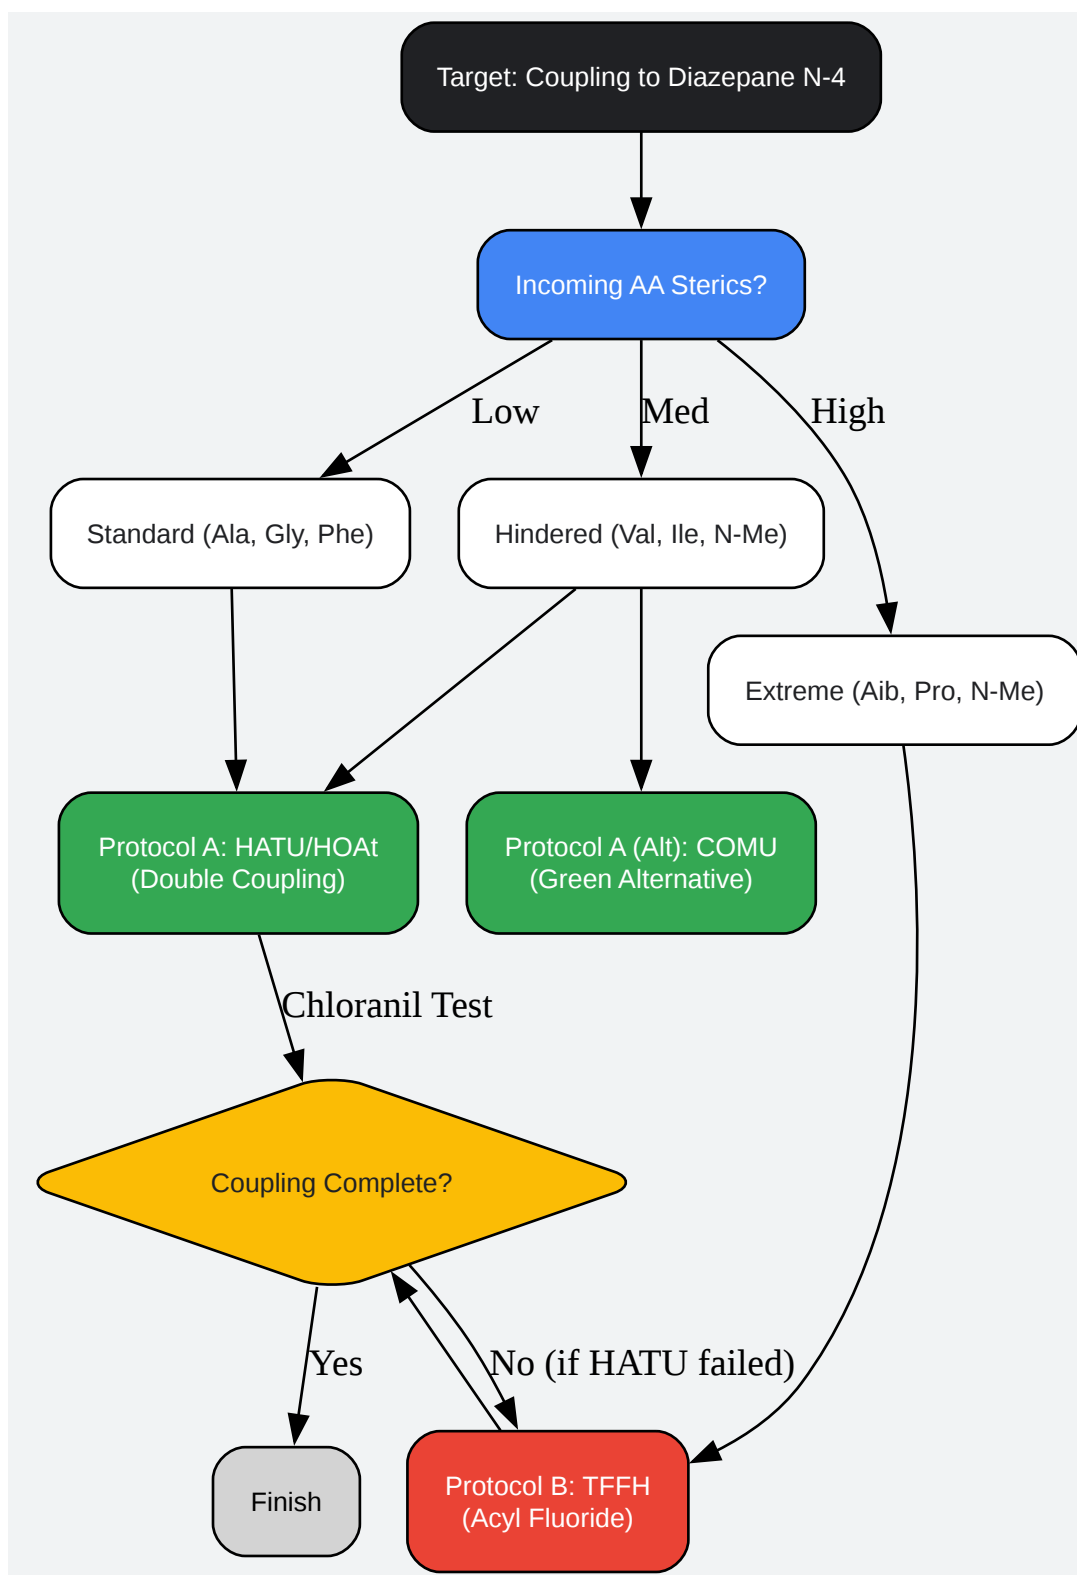 Target: Coupling to Diazepane N-4
Incoming AA Sterics?
Low
Med
High
Standard (Ala, Gly, Phe)
Hindered (Val, Ile, N-Me)
Extreme (Aib, Pro, N-Me)
Protocol A: HATU/HOAt
(Double Coupling)
Protocol A (Alt): COMU
(Green Alternative)
Chloranil Test
Coupling Complete?
Yes
No (if HATU failed)
Finish
Protocol B: TFFH
(Acyl Fluoride)